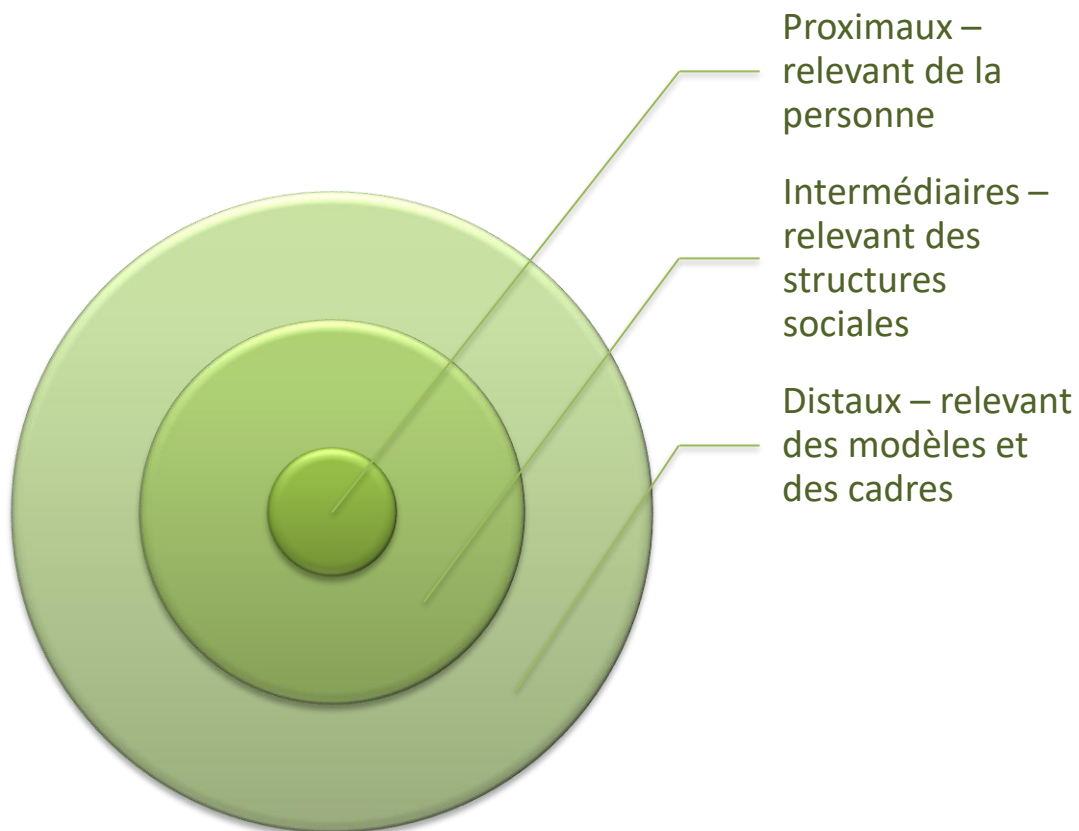 Proximaux –
relevant de la
personne
Intermédiaires –
relevant des
structures
sociales
Distaux – relevant
des modèles et
des cadres